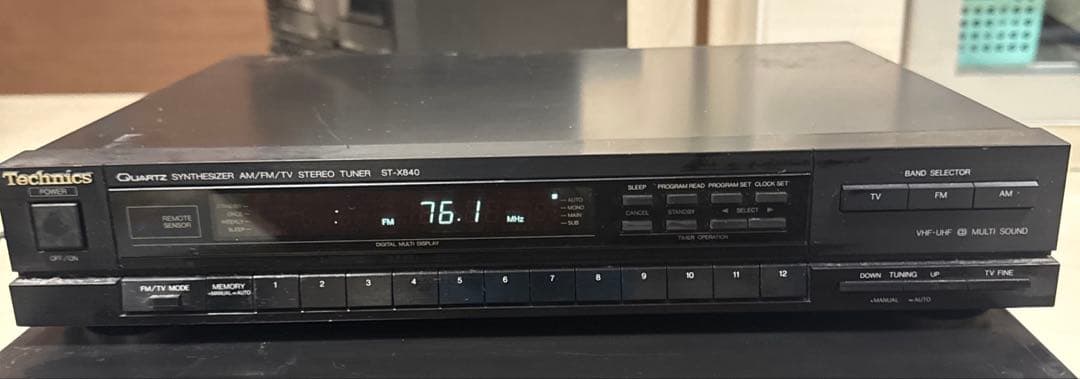 Technics
POWER
OFF/ON
QUARTZ SYNTHESIZER AM/FM/TV STEREO TUNER ST-X840
REMOTE SENSOR
SLEEP
: FM 76.1 MHz
AUTO
MONO
MAIN
SUB
DIGITAL MULTI DISPLAY
SLEEP PROGRAM READ PROGRAM SET CLOCK SET
CANCEL STANDBY ◄ SELECT ►
TIMER OPERATION
BAND SELECTOR
TV FM AM
VHF-UHF MULTI SOUND
FM/TV MODE MEMORY 1 2 3 4 5 6 7 8 9 10 11 12
MANUAL AUTO
DOWN TUNING UP TV FINE
MANUAL AUTO